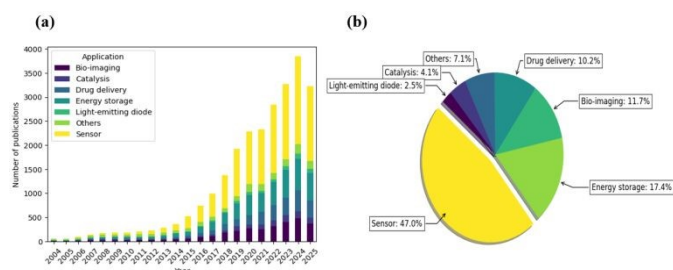 (a)
(b)
4000
3500
3000
2500
2000
1500
1000
500
0
Number of publications
Application
Bio-imaging
Catalysis
Drug delivery
Energy storage
Light-emitting diode
Others
Sensor
2004
2005
2006
2007
2008
2009
2010
2011
2012
2013
2014
2015
2016
2017
2018
2019
2020
2021
2022
2023
2024
2025
Others: 7.1%
Catalysis: 4.1%
Light-emitting diode: 2.5%
Drug delivery: 10.2%
Bio-imaging: 11.7%
Energy storage: 17.4%
Sensor: 47.0%